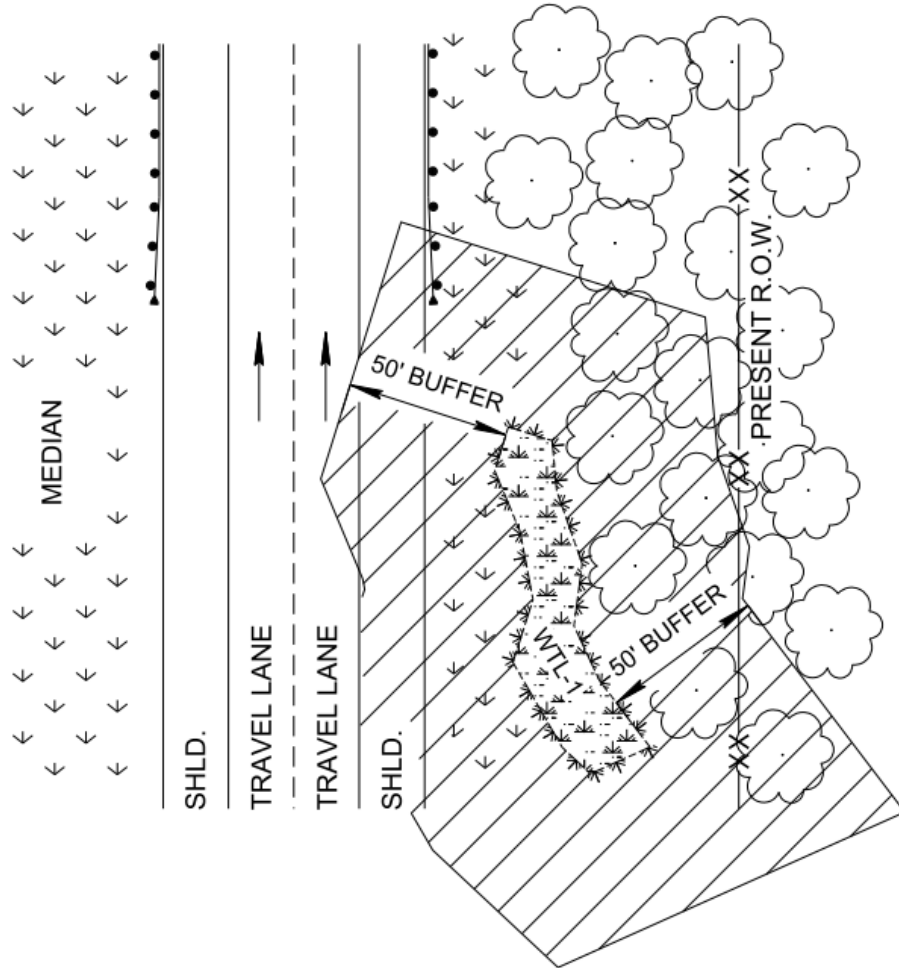 50' BUFFER
XX PRESENT R.O.W. XX
MEDIAN
WTL-1
50' BUFFER
SHLD.
TRAVEL LANE
TRAVEL LANE
SHLD.
XX